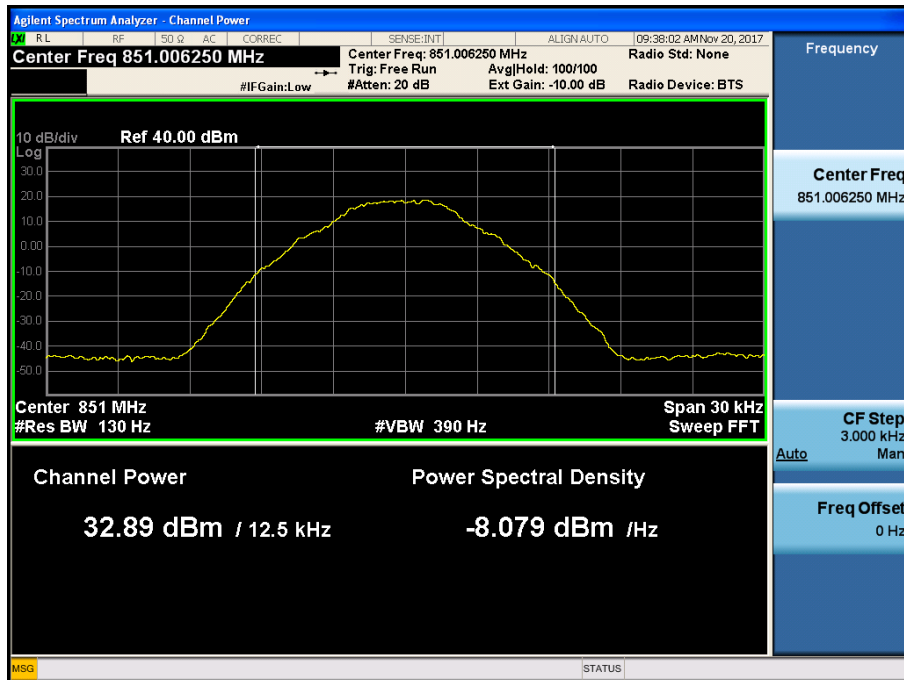 Agilent Spectrum Analyzer - Channel Power
LXI RL RF 50 Ω AC CORREC SENSE:INT ALIGN AUTO 09:38:02 AM Nov 20, 2017
Center Freq 851.006250 MHz
Center Freq: 851.006250 MHz Radio Std: None
Trig: Free Run Avg|Hold: 100/100
#IFGain:Low #Atten: 20 dB Ext Gain: -10.00 dB Radio Device: BTS
10 dB/div Ref 40.00 dBm
Log
30.0
20.0
10.0
0.00
-10.0
-20.0
-30.0
-40.0
-50.0
Center 851 MHz Span 30 kHz
#Res BW 130 Hz #VBW 390 Hz Sweep FFT
Channel Power Power Spectral Density
32.89 dBm / 12.5 kHz -8.079 dBm /Hz
Frequency
Center Freq
851.006250 MHz
CF Step
3.000 kHz
Auto Man
Freq Offset
0 Hz
MSG STATUS